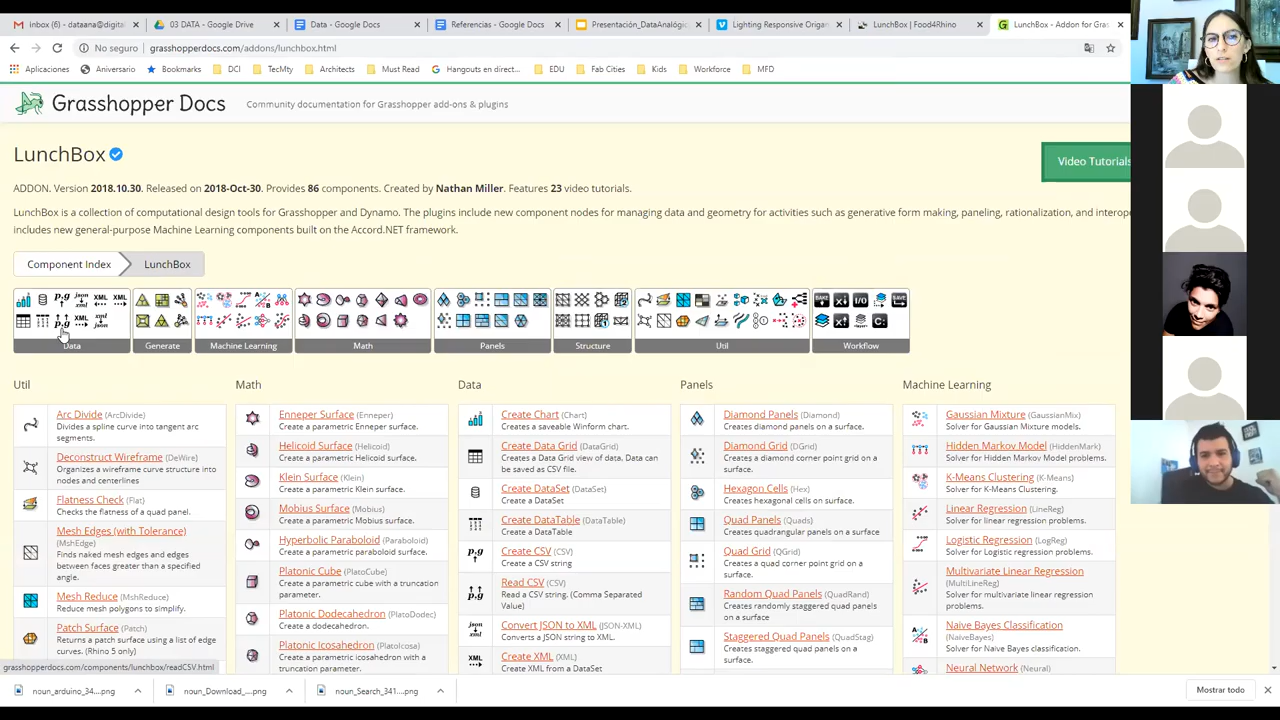 inbox (6) - dataana@digital
03 DATA - Google Drive
Data - Google Docs
Referencias - Google Docs
Presentación_DataAnalógi
Lighting Responsive Origam
LunchBox | Food4Rhino
LunchBox - Addon for Gras
No seguro
grasshopperdocs.com/addons/lunchbox.html
Aplicaciones
Aniversario
Bookmarks
DCI
TecMty
Architects
Must Read
Hangouts en direct...
EDU
Fab Cities
Kids
Workforce
MFD
Grasshopper Docs
Community documentation for Grasshopper add-ons & plugins
LunchBox
Video Tutorials
ADDON. Version 2018.10.30. Released on 2018-Oct-30. Provides 86 components. Created by Nathan Miller. Features 23 video tutorials.
LunchBox is a collection of computational design tools for Grasshopper and Dynamo. The plugins include new component nodes for managing data and geometry for activities such as generative form making, paneling, rationalization, and interope
includes new general-purpose Machine Learning components built on the Accord.NET framework.
Component Index
LunchBox
Data
Generate
Machine Learning
Math
Panels
Structure
Util
Workflow
Util
Arc Divide (ArcDivide)
Divides a spline curve into tangent arc
segments.
Deconstruct Wireframe (DeWire)
Organizes a wireframe curve structure into
nodes and centerlines
Flatness Check (Flat)
Checks the flatness of a quad panel.
Mesh Edges (with Tolerance)
(MshEdge)
Finds naked mesh edges and edges
between faces greater than a specified
angle.
Mesh Reduce (MshReduce)
Reduce mesh polygons to simplify.
Patch Surface (Patch)
Returns a patch surface using a list of edge
curves. (Rhino 5 only)
Math
Enneper Surface (Enneper)
Create a parametric Enneper surface.
Helicoid Surface (Helicoid)
Create a parametric Helicoid surface.
Klein Surface (Klein)
Create a parametric Klein surface.
Mobius Surface (Mobius)
Create a parametric Mobius surface.
Hyperbolic Paraboloid (Paraboloid)
Create a parametric paraboloid surface.
Platonic Cube (PlatoCube)
Create a parametric cube with a truncation
parameter.
Platonic Dodecahedron (PlatoDodec)
Create a dodecahedron.
Platonic Icosahedron (PlatoIcosa)
Create a parametric icosahedron with a
truncation parameter.
Data
Create Chart (Chart)
Creates a saveable Winform chart.
Create Data Grid (DataGrid)
Creates a Data Grid view of data. Data can
be saved as CSV file.
Create DataSet (DataSet)
Create a DataSet
Create DataTable (DataTable)
Create a DataTable
Create CSV (CSV)
Create a CSV string
Read CSV (CSV)
Read a CSV string. (Comma Separated
Value)
Convert JSON to XML (JSON-XML)
Converts a JSON string to XML.
Create XML (XML)
Create XML from a DataSet
Panels
Diamond Panels (Diamond)
Creates diamond panels on a surface.
Diamond Grid (DGrid)
Creates a diamond corner point grid on a
surface.
Hexagon Cells (Hex)
Creates hexagonal cells on a surface.
Quad Panels (Quads)
Creates quadrangular panels on a surface
Quad Grid (QGrid)
Creates a quad corner point grid on a
surface.
Random Quad Panels (QuadRand)
Creates randomly staggered quad panels
on a surface.
Staggered Quad Panels (QuadStag)
Creates staggered quad panels on a
surface.
Machine Learning
Gaussian Mixture (GaussianMix)
Solver for Gaussian Mixture models.
Hidden Markov Model (HiddenMark)
Solver for Hidden Markov Model problems.
K-Means Clustering (K-Means)
Solver for K-Means Clustering.
Linear Regression (LineReg)
Solver for linear regression problems.
Logistic Regression (LogReg)
Solver for Logistic regression problems.
Multivariate Linear Regression
(MultiLineReg)
Solver for multivariate linear regression
problems.
Naive Bayes Classification
(NaiveBayes)
Solver for Naive Bayes classification.
Neural Network (Neural)
grasshopperdocs.com/components/lunchbox/readCSV.html
noun_arduino_34....png
noun_Download_....png
noun_Search_341....png
Mostrar todo